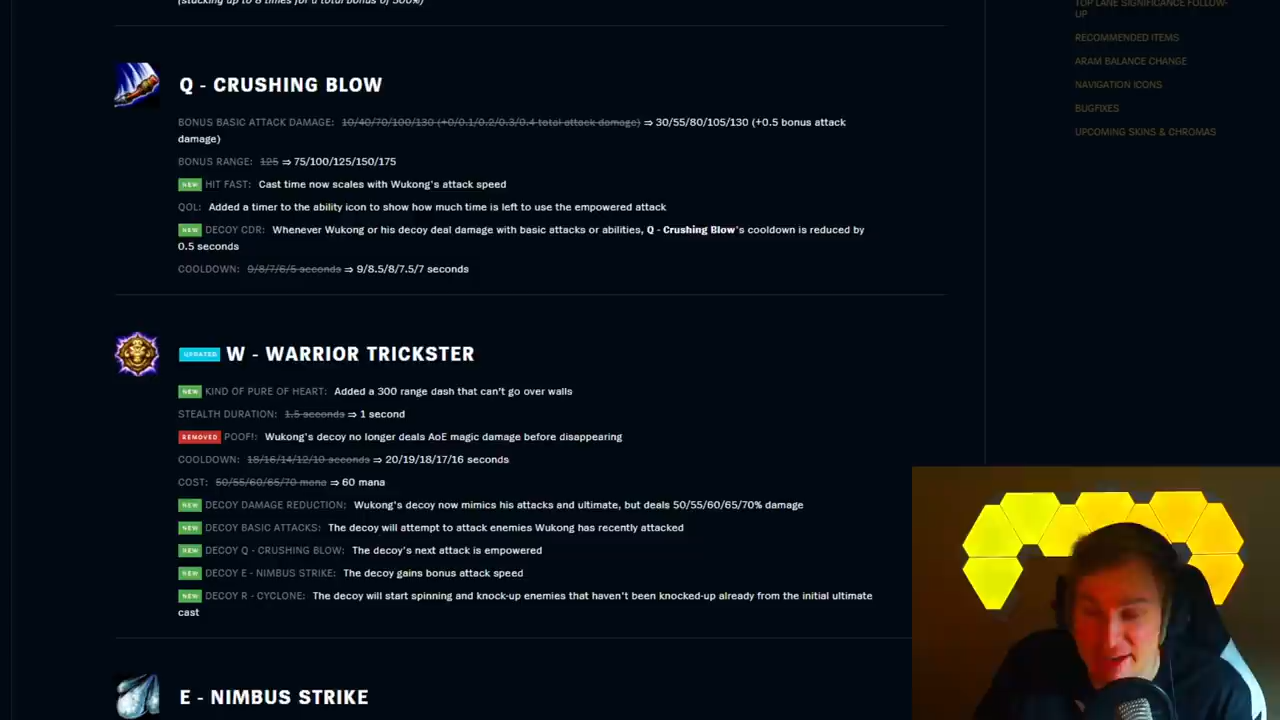 (stacking up to 8 times for a total bonus of 300%)
TOP LANE SIGNIFICANCE FOLLOW-
UP
RECOMMENDED ITEMS
ARAM BALANCE CHANGE
NAVIGATION ICONS
BUGFIXES
UPCOMING SKINS & CHROMAS
Q - CRUSHING BLOW
BONUS BASIC ATTACK DAMAGE: 10/40/70/100/130 (+0/0.1/0.2/0.3/0.4 total attack damage) ⇒ 30/55/80/105/130 (+0.5 bonus attack
damage)
BONUS RANGE: 125 ⇒ 75/100/125/150/175
NEW HIT FAST: Cast time now scales with Wukong's attack speed
QOL: Added a timer to the ability icon to show how much time is left to use the empowered attack
NEW DECOY CDR: Whenever Wukong or his decoy deal damage with basic attacks or abilities, Q - Crushing Blow's cooldown is reduced by
0.5 seconds
COOLDOWN: 9/8/7/6/5 seconds ⇒ 9/8.5/8/7.5/7 seconds
UPDATED W - WARRIOR TRICKSTER
NEW KIND OF PURE OF HEART: Added a 300 range dash that can't go over walls
STEALTH DURATION: 1.5 seconds ⇒ 1 second
REMOVED POOF!: Wukong's decoy no longer deals AoE magic damage before disappearing
COOLDOWN: 18/16/14/12/10 seconds ⇒ 20/19/18/17/16 seconds
COST: 50/55/60/65/70 mana ⇒ 60 mana
NEW DECOY DAMAGE REDUCTION: Wukong's decoy now mimics his attacks and ultimate, but deals 50/55/60/65/70% damage
NEW DECOY BASIC ATTACKS: The decoy will attempt to attack enemies Wukong has recently attacked
NEW DECOY Q - CRUSHING BLOW: The decoy's next attack is empowered
NEW DECOY E - NIMBUS STRIKE: The decoy gains bonus attack speed
NEW DECOY R - CYCLONE: The decoy will start spinning and knock-up enemies that haven't been knocked-up already from the initial ultimate
cast
E - NIMBUS STRIKE